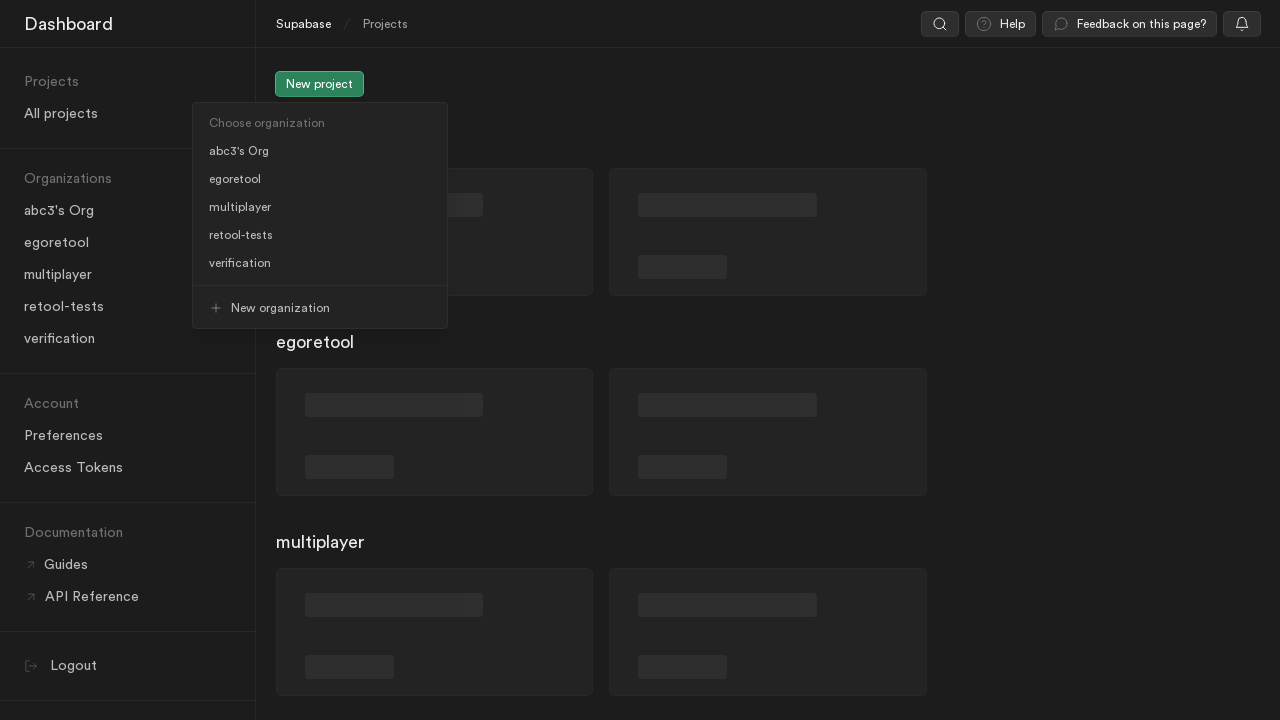 Dashboard
Supabase / Projects
Help
Feedback on this page?
Projects
All projects
Organizations
abc3's Org
egoretool
multiplayer
retool-tests
verification
Account
Preferences
Access Tokens
Documentation
Guides
API Reference
Logout
New project
Choose organization
abc3's Org
egoretool
multiplayer
retool-tests
verification
New organization
egoretool
multiplayer